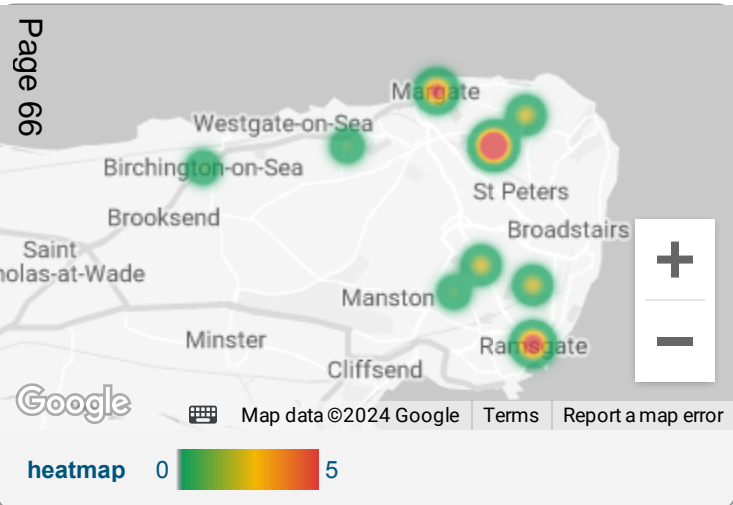 Page 66
Margate
Westgate-on-Sea
Birchington-on-Sea
St Peters
Brooksend
Broadstairs
Saint
holas-at-Wade
Manston
Minster
Ramsgate
Cliffsend
Google
Map data ©2024 Google
Terms
Report a map error
heatmap 0 5